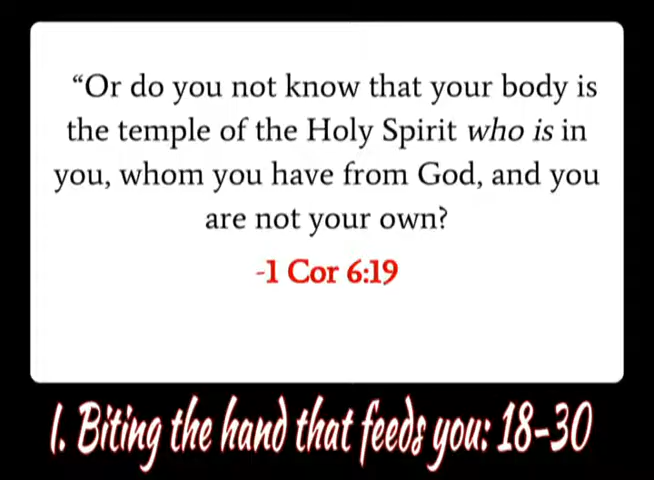 “Or do you not know that your body is
the temple of the Holy Spirit who is in
you, whom you have from God, and you
are not your own?
-1 Cor 6:19
I. Biting the hand that feeds you: 18-30